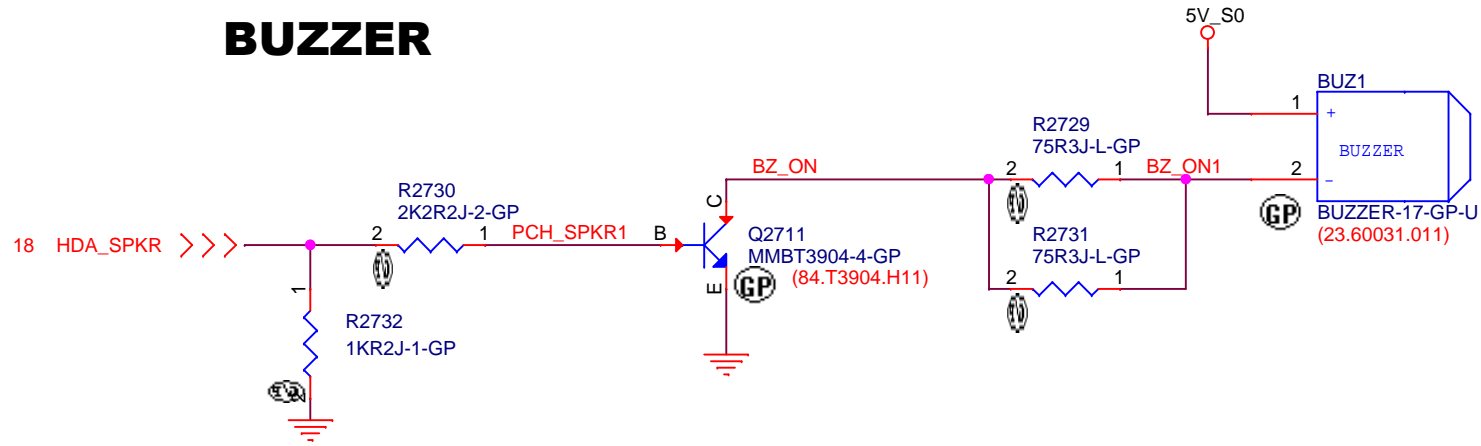 BUZZER
5V_S0
BUZ1
1
+
BUZZER
2
-
GP
BUZZER-17-GP-U
(23.60031.011)
R2729
75R3J-L-GP
2
1
BZ_ON
BZ_ON1
R2731
75R3J-L-GP
2
1
R2730
2K2R2J-2-GP
18 HDA_SPKR
2
1
PCH_SPKR1
B
C
E
Q2711
MMBT3904-4-GP
(84.T3904.H11)
GP
1
R2732
1KR2J-1-GP